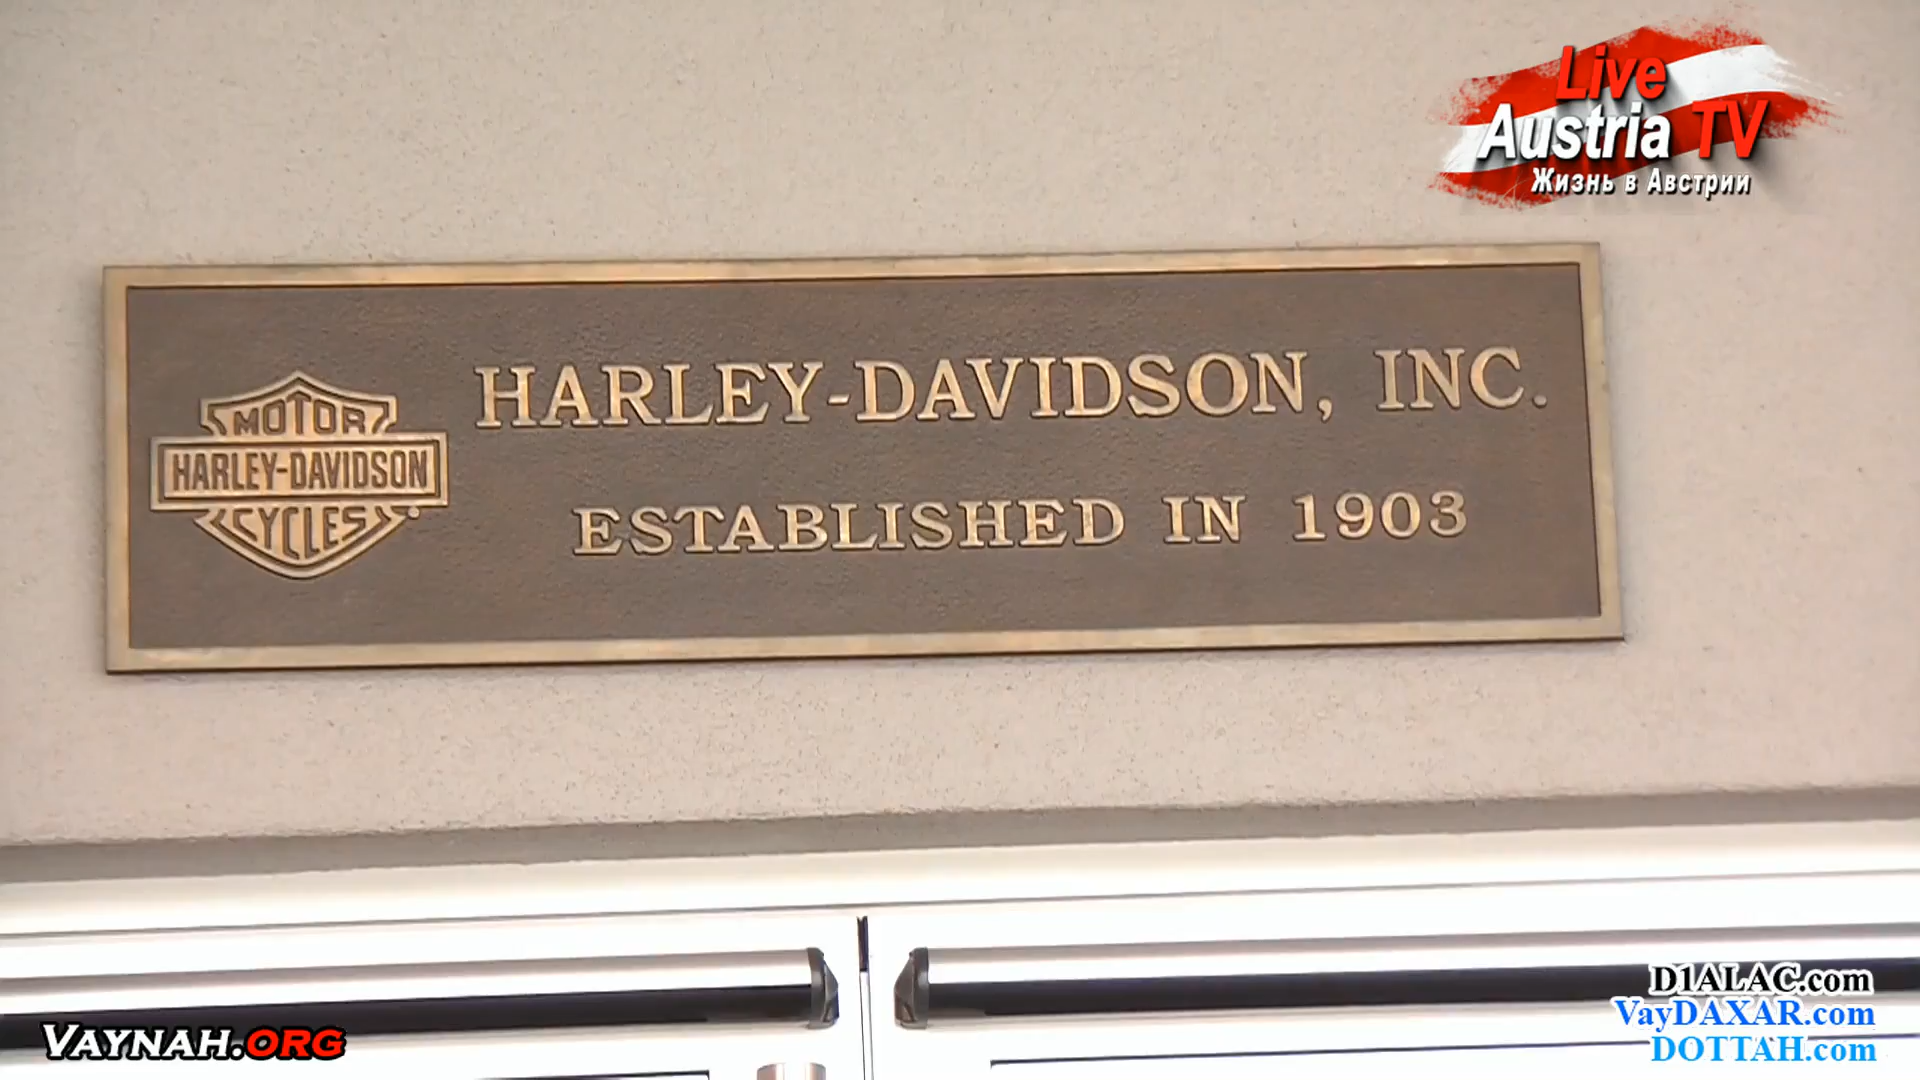 Live
Austria TV
Жизнь в Австрии
HARLEY-DAVIDSON, INC.
MOTOR
HARLEY-DAVIDSON
CYCLES
ESTABLISHED IN 1903
D1ALAC.com
VayDAXAR.com
DOTTAH.com
VAYNAH.ORG